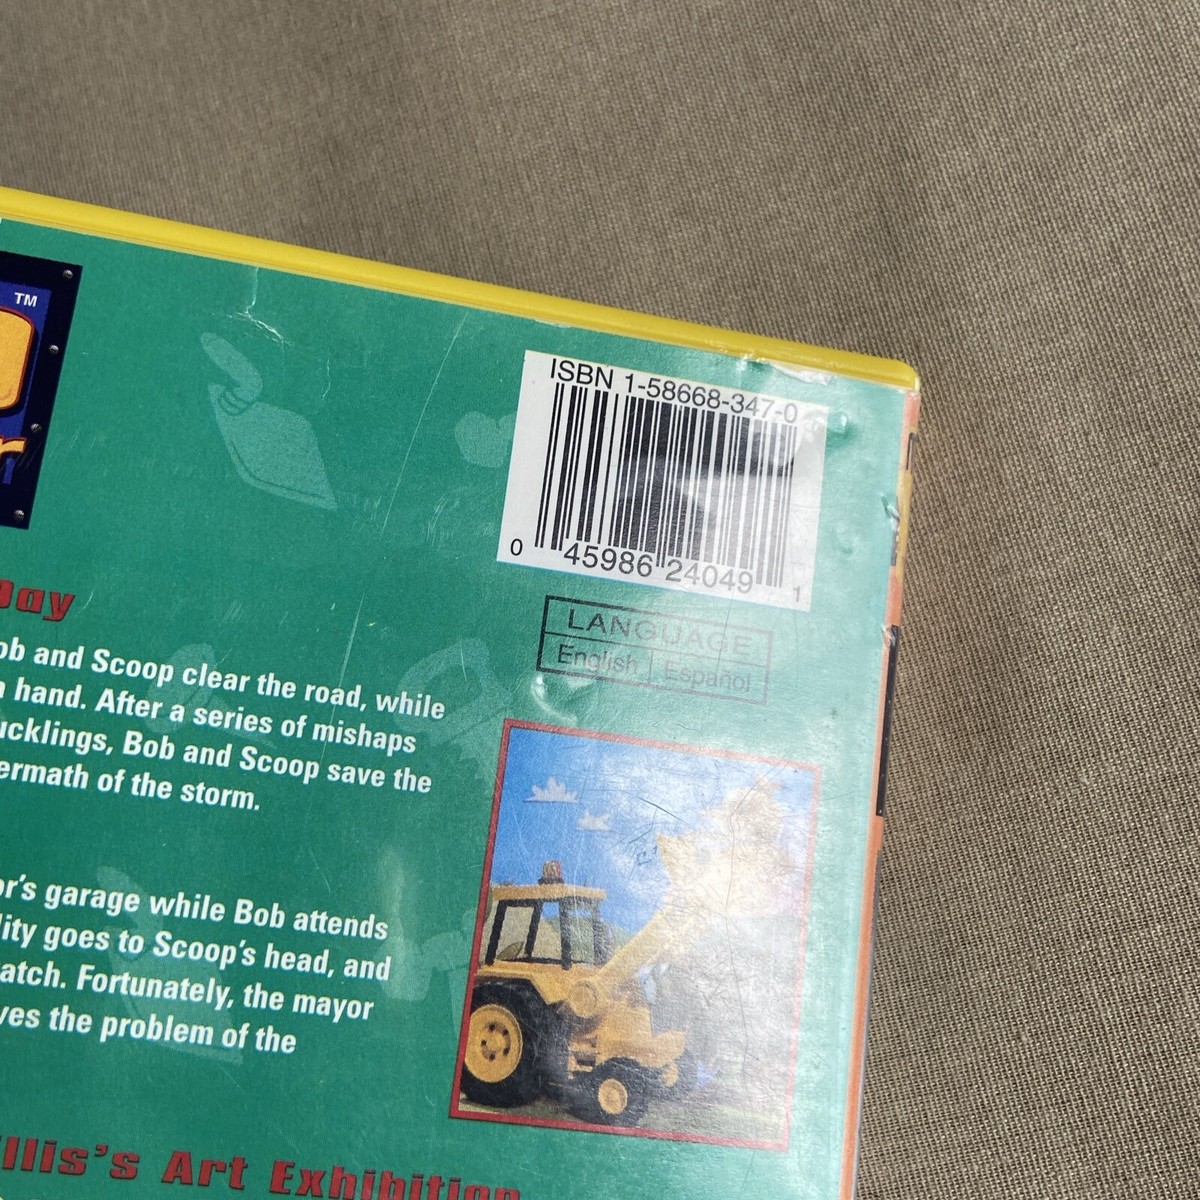 TM
r
ISBN 1-58668-347-0
0 45986 24049 1
LANGUAGE
English Español
Day
ob and Scoop clear the road, while
hand. After a series of mishaps
ucklings, Bob and Scoop save the
ermath of the storm.
or's garage while Bob attends
lity goes to Scoop's head, and
atch. Fortunately, the mayor
ves the problem of the
llis's Art Exhibition